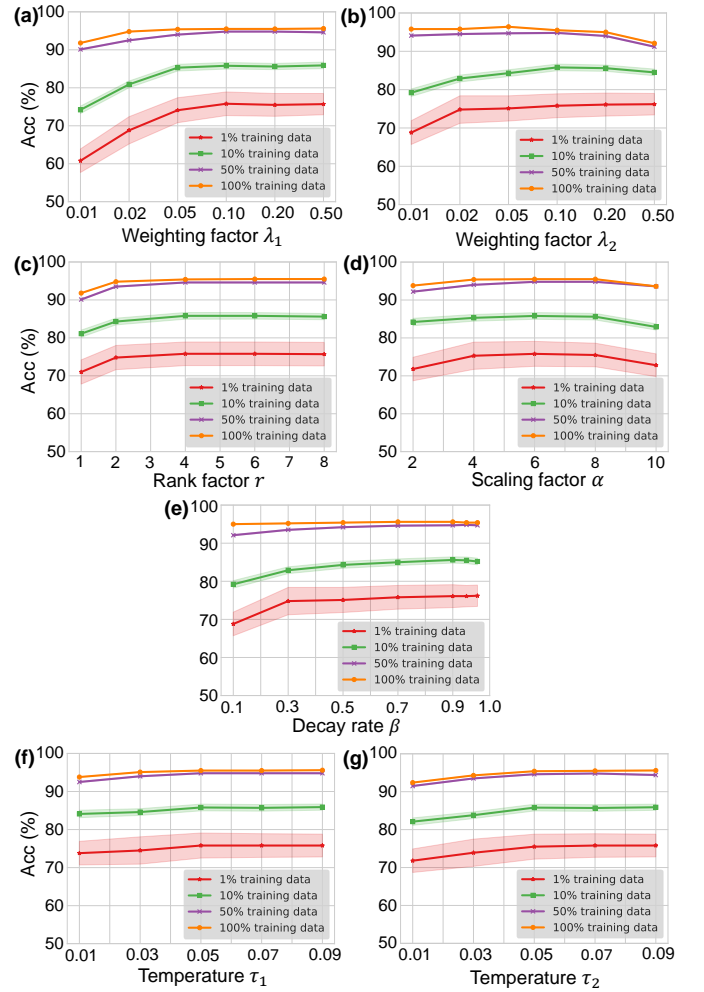 (a)
100
90
80
70
60
50
Acc (%)
1% training data
10% training data
50% training data
100% training data
0.01 0.02 0.05 0.10 0.20 0.50
Weighting factor λ1
(b)
100
90
80
70
60
50
1% training data
10% training data
50% training data
100% training data
0.01 0.02 0.05 0.10 0.20 0.50
Weighting factor λ2
(c)
100
90
80
70
60
50
Acc (%)
1% training data
10% training data
50% training data
100% training data
1 2 3 4 5 6 7 8
Rank factor r
(d)
100
90
80
70
60
50
1% training data
10% training data
50% training data
100% training data
2 4 6 8 10
Scaling factor α
(e)
100
90
80
70
60
50
1% training data
10% training data
50% training data
100% training data
0.1 0.3 0.5 0.7 0.9 1.0
Decay rate β
(f)
100
90
80
70
60
50
Acc (%)
1% training data
10% training data
50% training data
100% training data
0.01 0.03 0.05 0.07 0.09
Temperature τ1
(g)
100
90
80
70
60
50
1% training data
10% training data
50% training data
100% training data
0.01 0.03 0.05 0.07 0.09
Temperature τ2